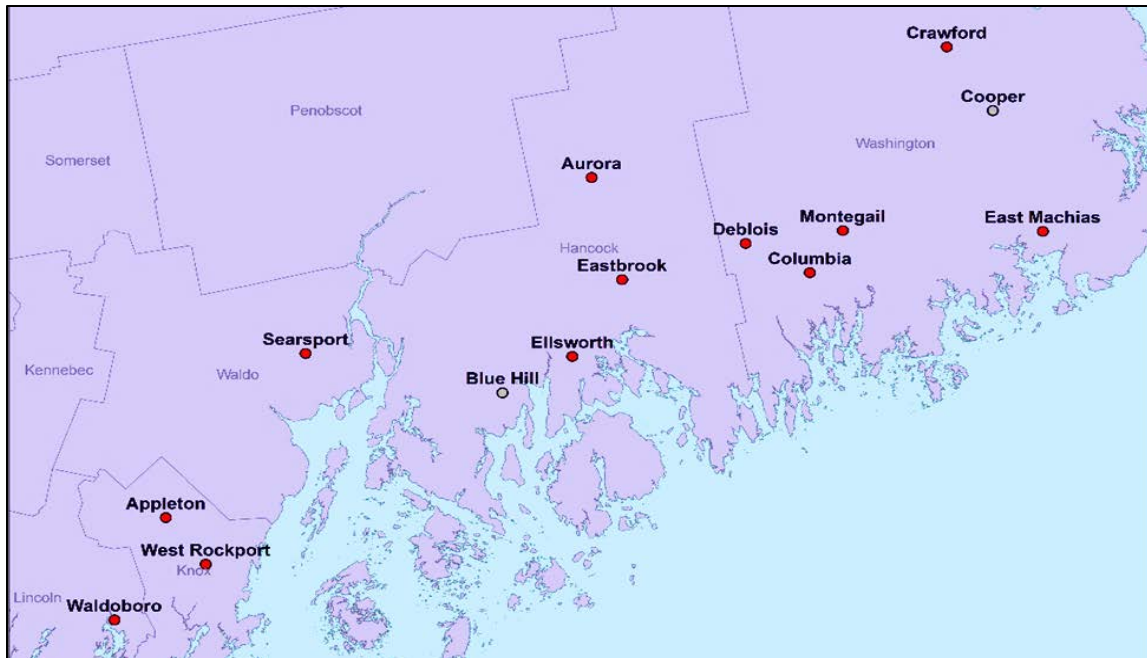 Crawford
Cooper
Penobscot
Washington
Somerset
Aurora
Montegail
East Machias
Deblois
Hancock
Columbia
Eastbrook
Searsport
Ellsworth
Kennebec
Waldo
Blue Hill
Appleton
West Rockport
Knox
Lincoln
Waldoboro